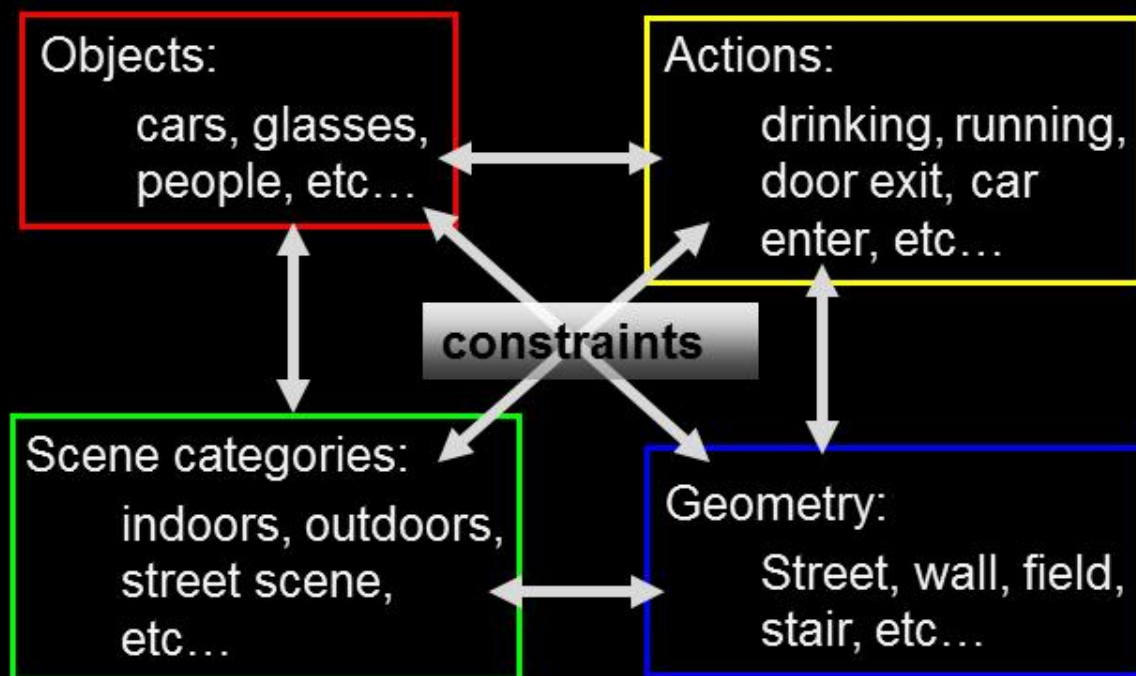 Objects:
cars, glasses,
people, etc…
Actions:
drinking, running,
door exit, car
enter, etc…
constraints
Scene categories:
indoors, outdoors,
street scene,
etc…
Geometry:
Street, wall, field,
stair, etc…